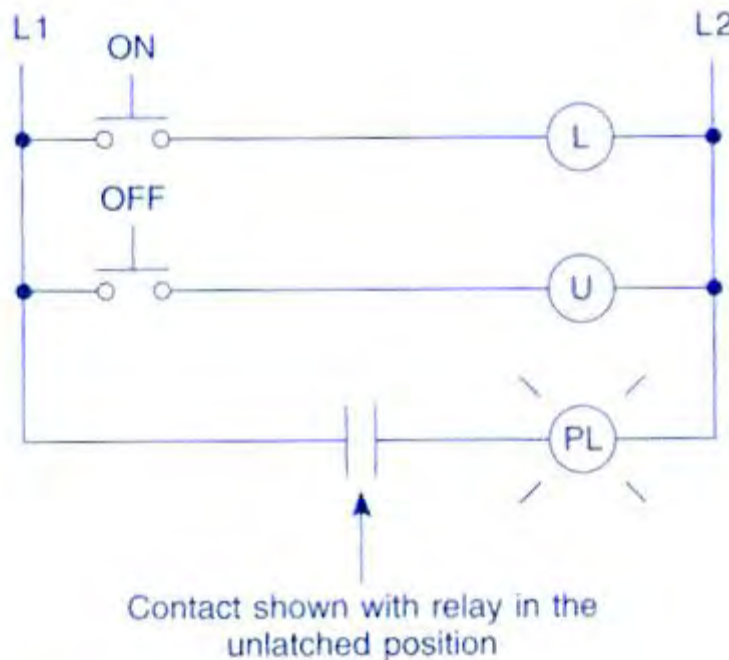 L1
L2
ON
L
OFF
U
PL
Contact shown with relay in the
unlatched position